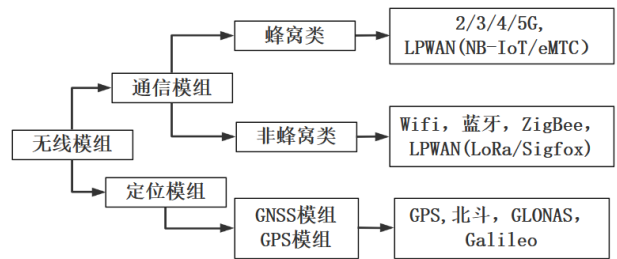 蜂窝类
2/3/4/5G,
LPWAN(NB-IoT/eMTC)
通信模组
非蜂窝类
Wifi，蓝牙，ZigBee，
LPWAN(LoRa/Sigfox)
无线模组
定位模组
GNSS模组
GPS模组
GPS,北斗，GLONAS，
Galileo